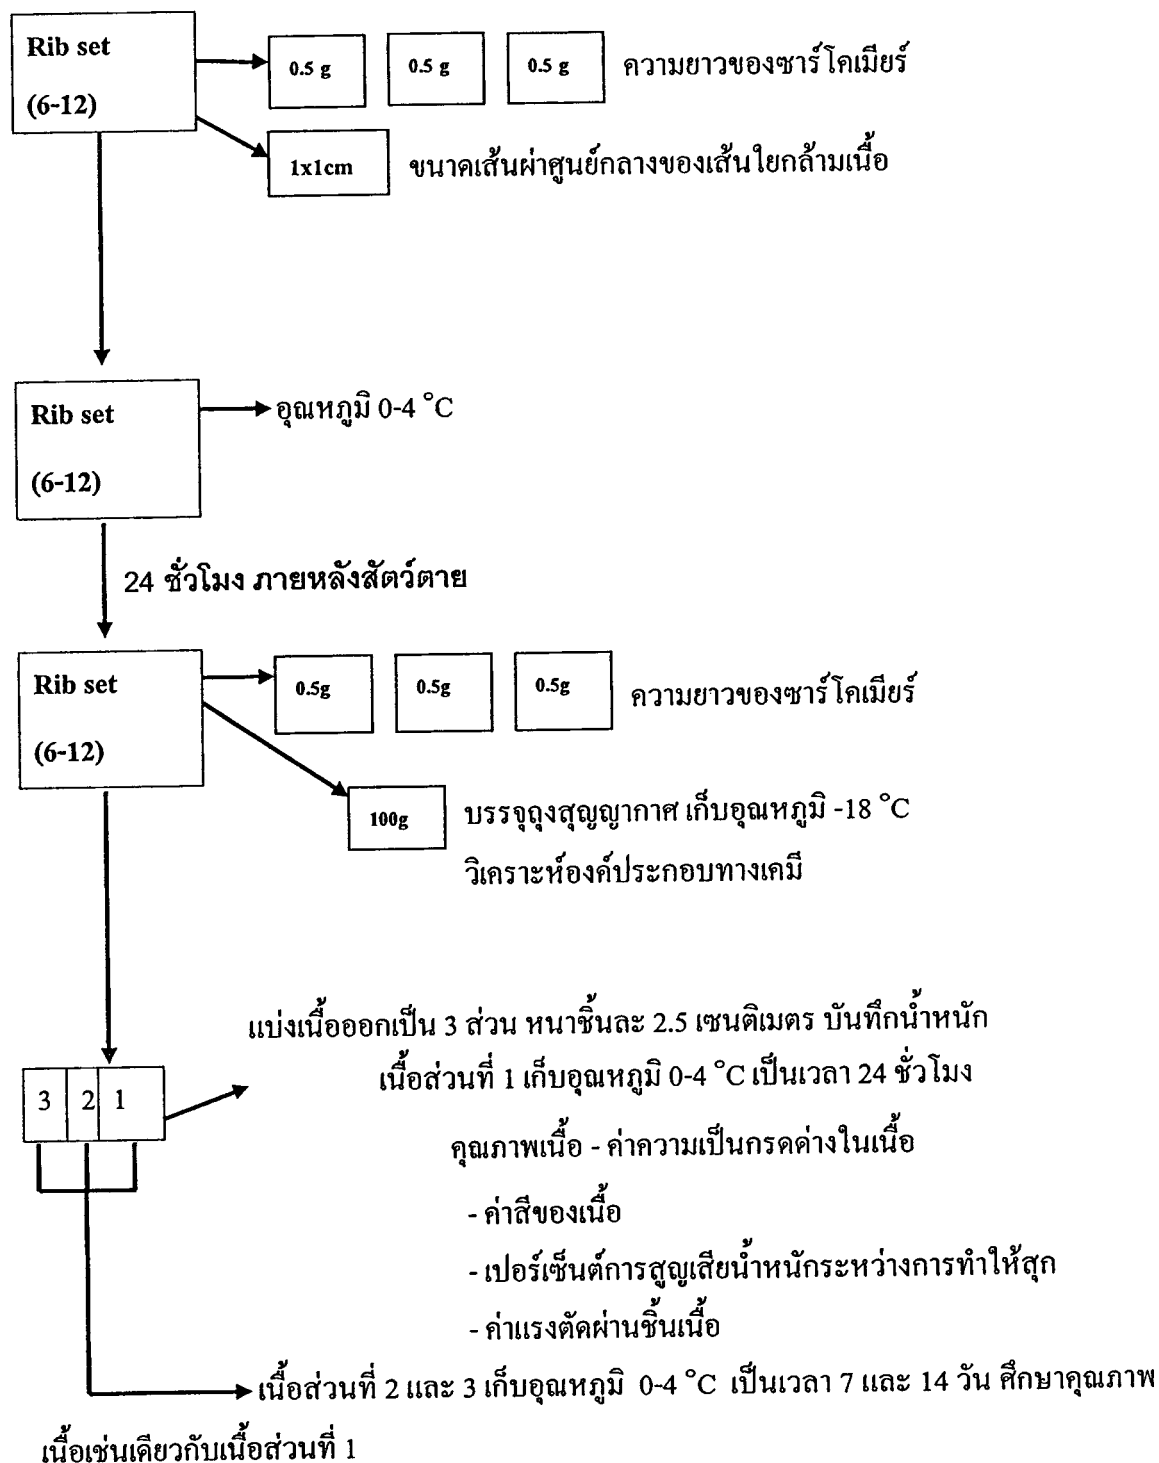 Rib set
(6-12)
0.5 g 0.5 g 0.5 g ความยาวของซาร์โคเมียร์
1x1cm ขนาดเส้นผ่าศูนย์กลางของเส้นใยกล้ามเนื้อ
Rib set
(6-12)
อุณหภูมิ 0-4 °C
24 ชั่วโมง ภายหลังสัตว์ตาย
Rib set
(6-12)
0.5g 0.5g 0.5g ความยาวของซาร์โคเมียร์
100g บรรจุถุงสุญญากาศ เก็บอุณหภูมิ -18 °C
วิเคราะห์องค์ประกอบทางเคมี
แบ่งเนื้อออกเป็น 3 ส่วน หนาชิ้นละ 2.5 เซนติเมตร บันทึกน้ำหนัก
3 2 1 เนื้อส่วนที่ 1 เก็บอุณหภูมิ 0-4 °C เป็นเวลา 24 ชั่วโมง
คุณภาพเนื้อ - ค่าความเป็นกรดด่างในเนื้อ
- ค่าสีของเนื้อ
- เปอร์เซ็นต์การสูญเสียน้ำหนักระหว่างการทำให้สุก
- ค่าแรงตัดผ่านชิ้นเนื้อ
เนื้อส่วนที่ 2 และ 3 เก็บอุณหภูมิ 0-4 °C เป็นเวลา 7 และ 14 วัน ศึกษาคุณภาพ
เนื้อเช่นเดียวกับเนื้อส่วนที่ 1